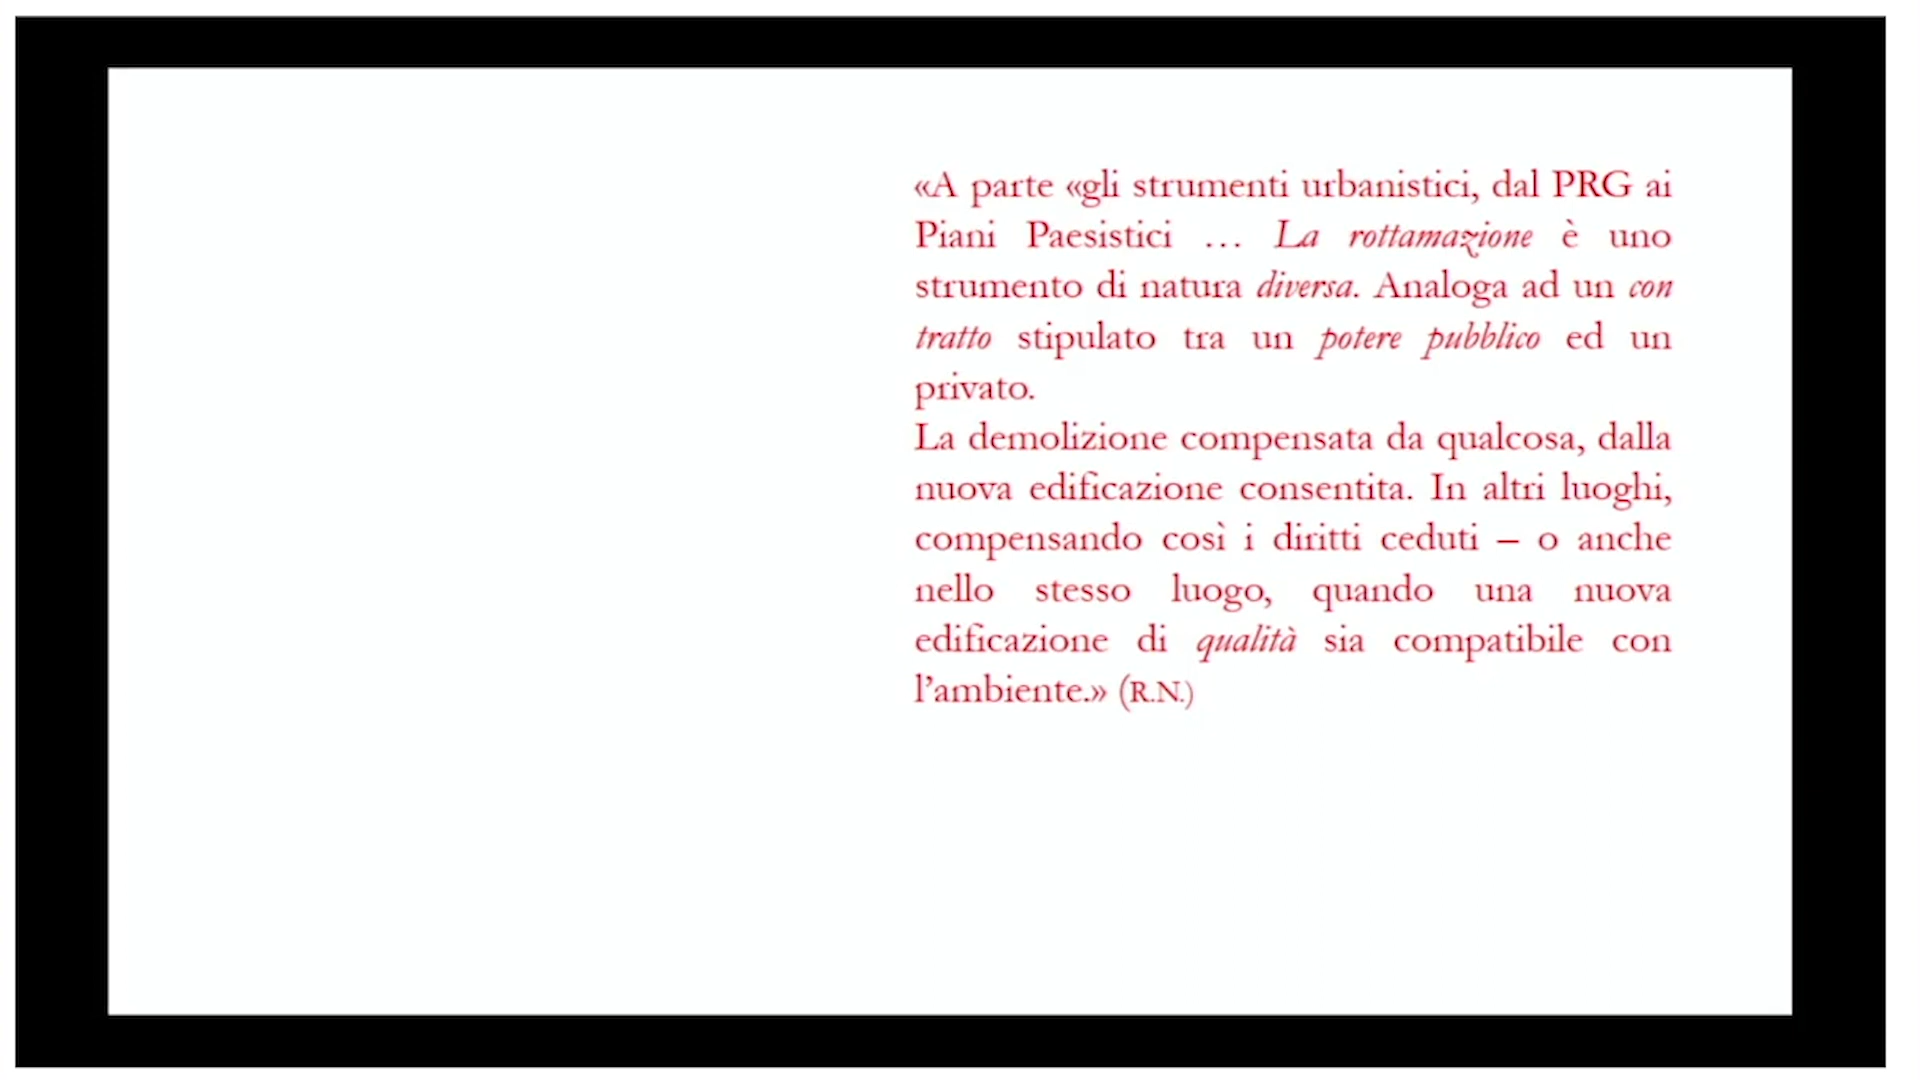 «A parte «gli strumenti urbanistici, dal PRG ai
Piani Paesistici … La rottamazione è uno
strumento di natura diversa. Analoga ad un con
tratto stipulato tra un potere pubblico ed un
privato.
La demolizione compensata da qualcosa, dalla
nuova edificazione consentita. In altri luoghi,
compensando così i diritti ceduti – o anche
nello stesso luogo, quando una nuova
edificazione di qualità sia compatibile con
l’ambiente.» (R.N.)